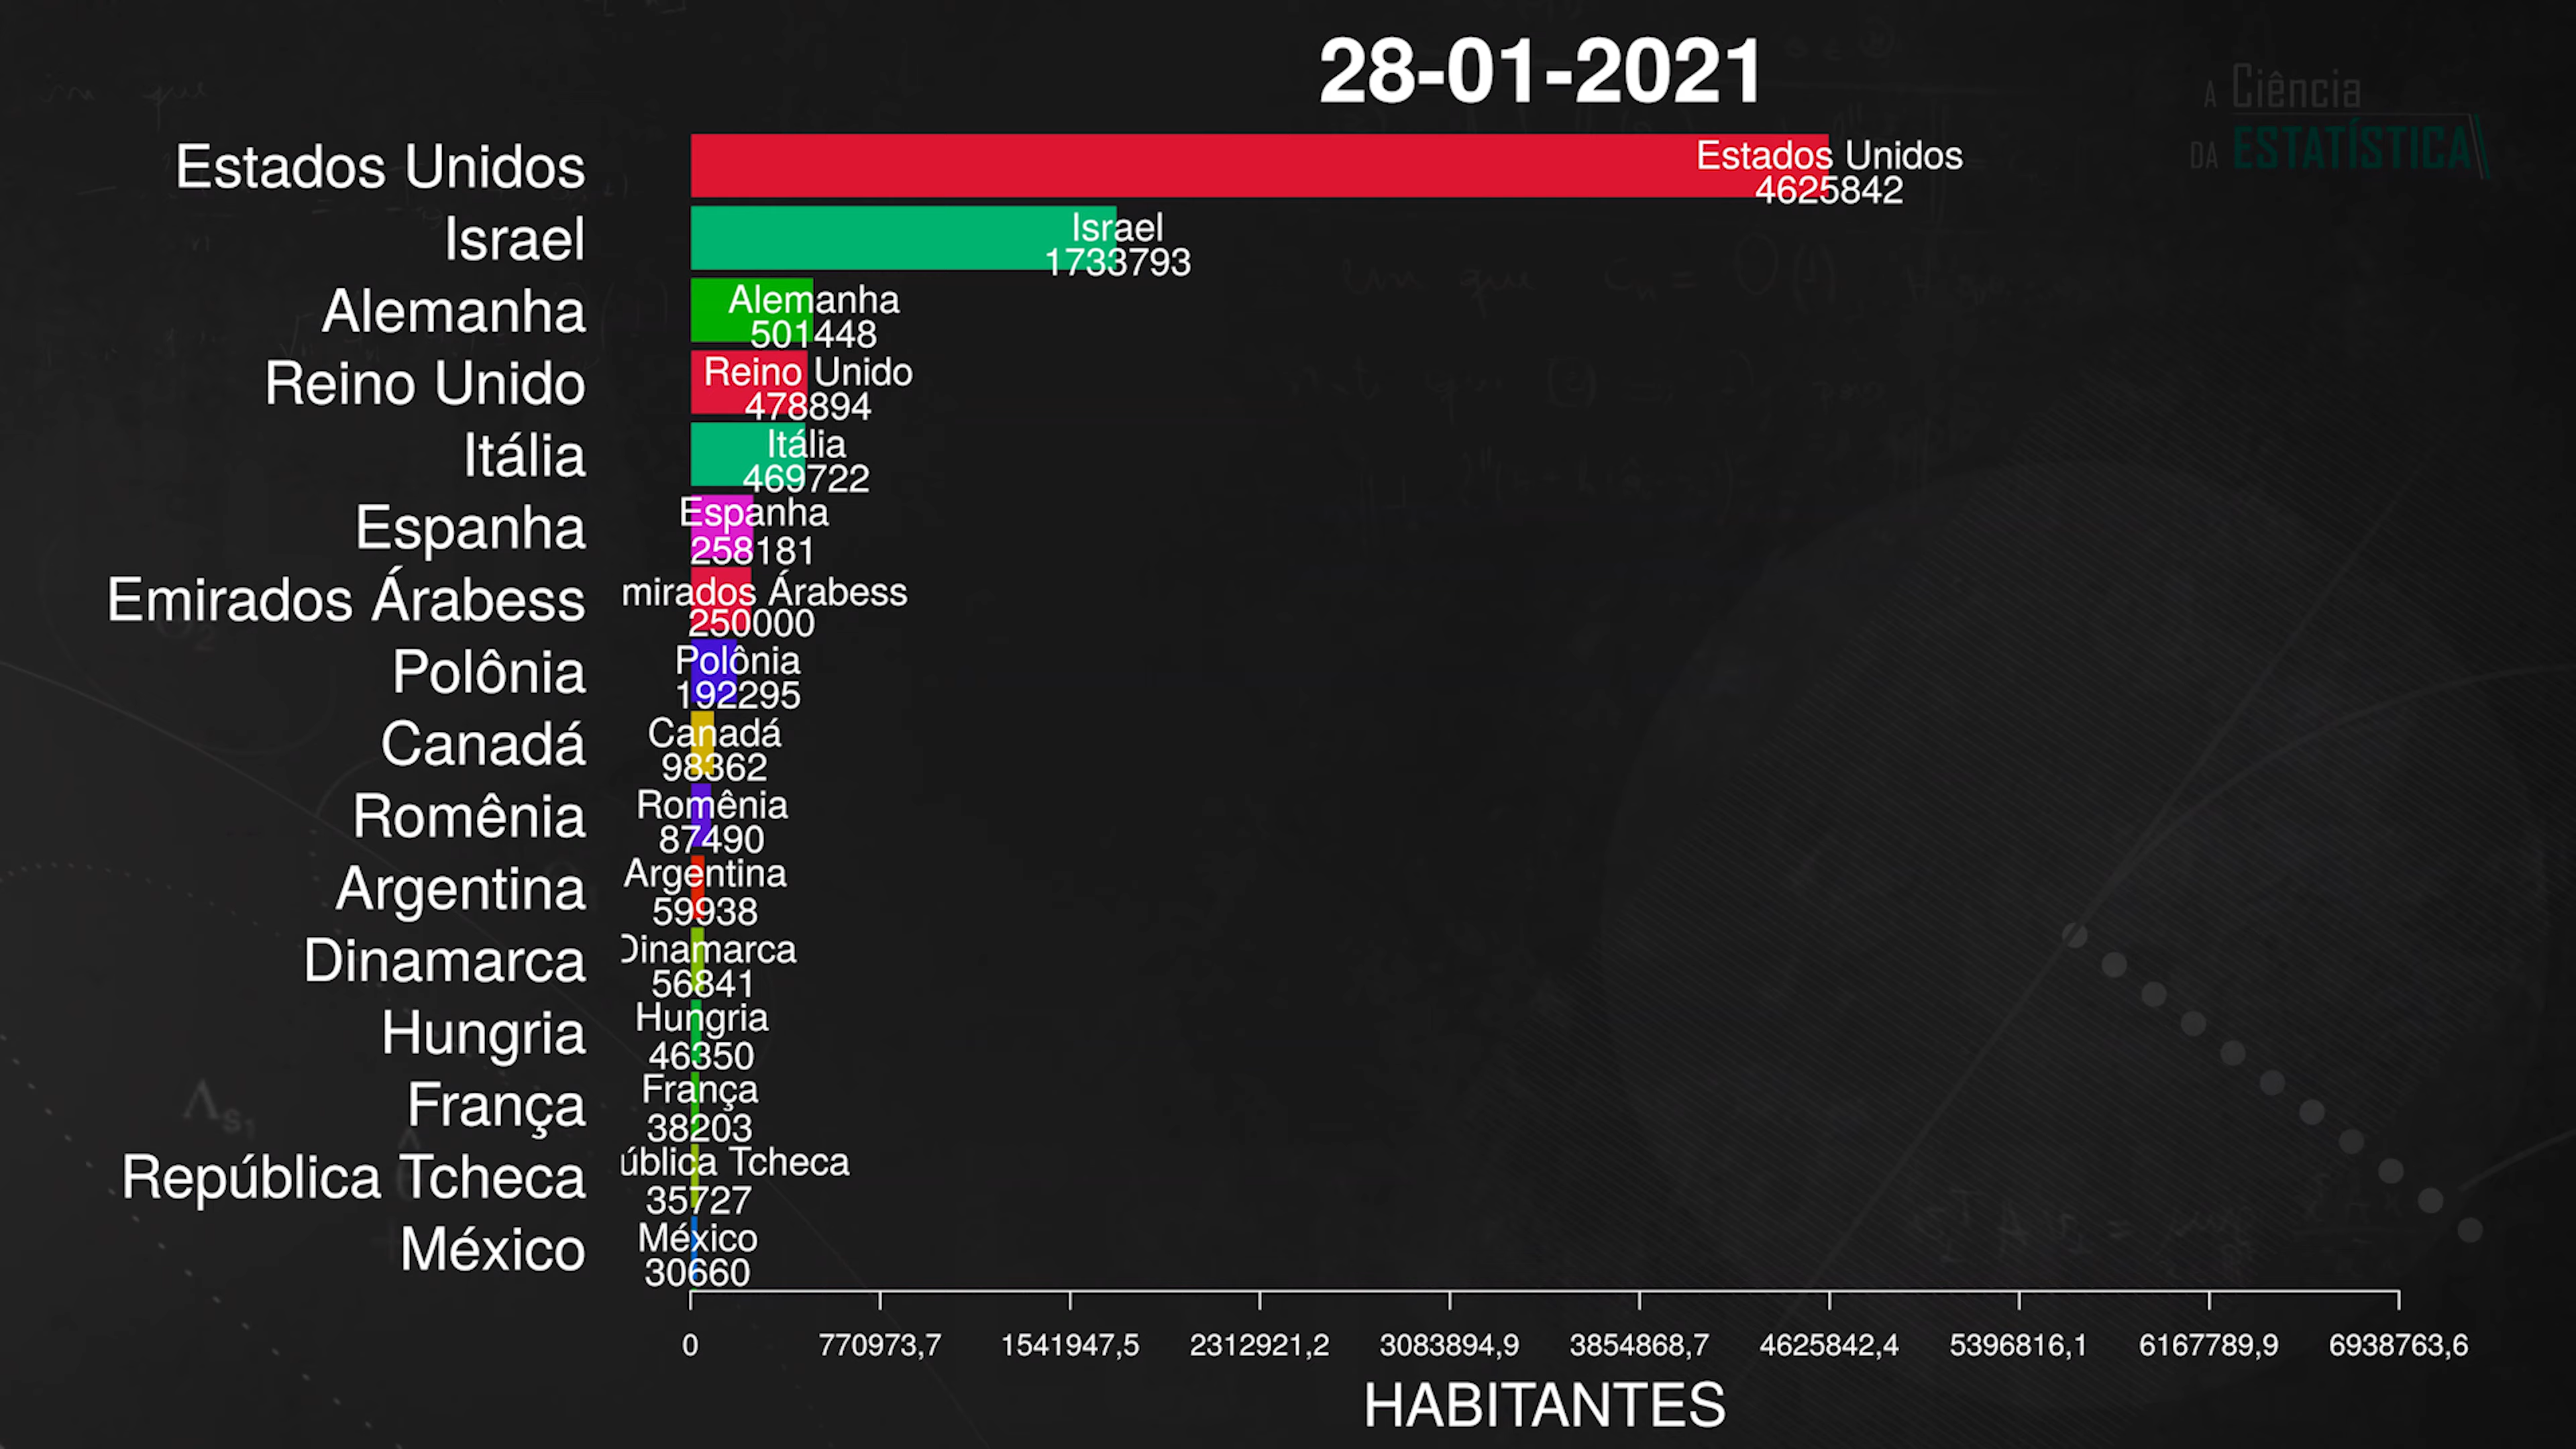 28-01-2021
A Ciência
DA ESTATÍSTICA
Estados Unidos
Estados Unidos
4625842
Israel
Israel
1733793
Alemanha
Alemanha
501448
Reino Unido
Reino Unido
478894
Itália
Itália
469722
Espanha
Espanha
258181
Emirados Árabess
mirados Árabess
250000
Polônia
Polônia
192295
Canadá
Canadá
98362
Romênia
Romênia
87490
Argentina
Argentina
59938
Dinamarca
Dinamarca
56841
Hungria
Hungria
46350
França
França
38203
República Tcheca
ública Tcheca
35727
México
México
30660
0 770973,7 1541947,5 2312921,2 3083894,9 3854868,7 4625842,4 5396816,1 6167789,9 6938763,6
HABITANTES